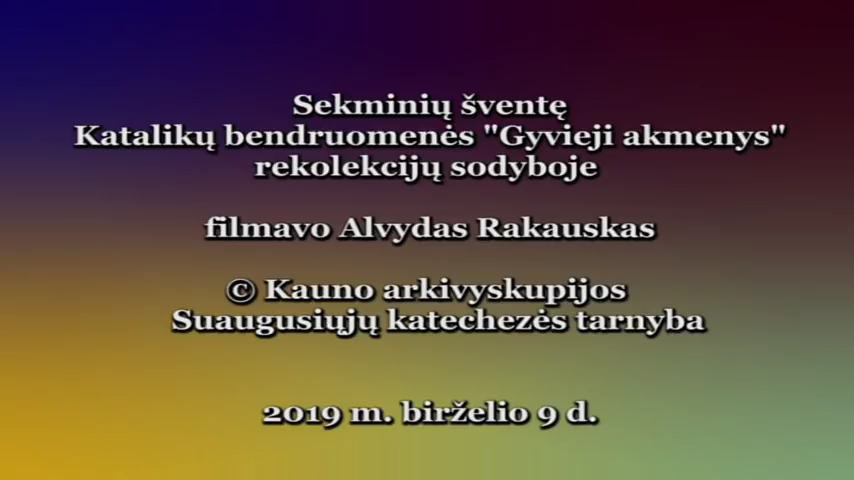 Sekminių šventę
Katalikų bendruomenės "Gyvieji akmenys"
rekolekcijų sodyboje
filmavo Alvydas Rakauskas
© Kauno arkivyskupijos
Suaugusiųjų katechezės tarnyba
2019 m. birželio 9 d.